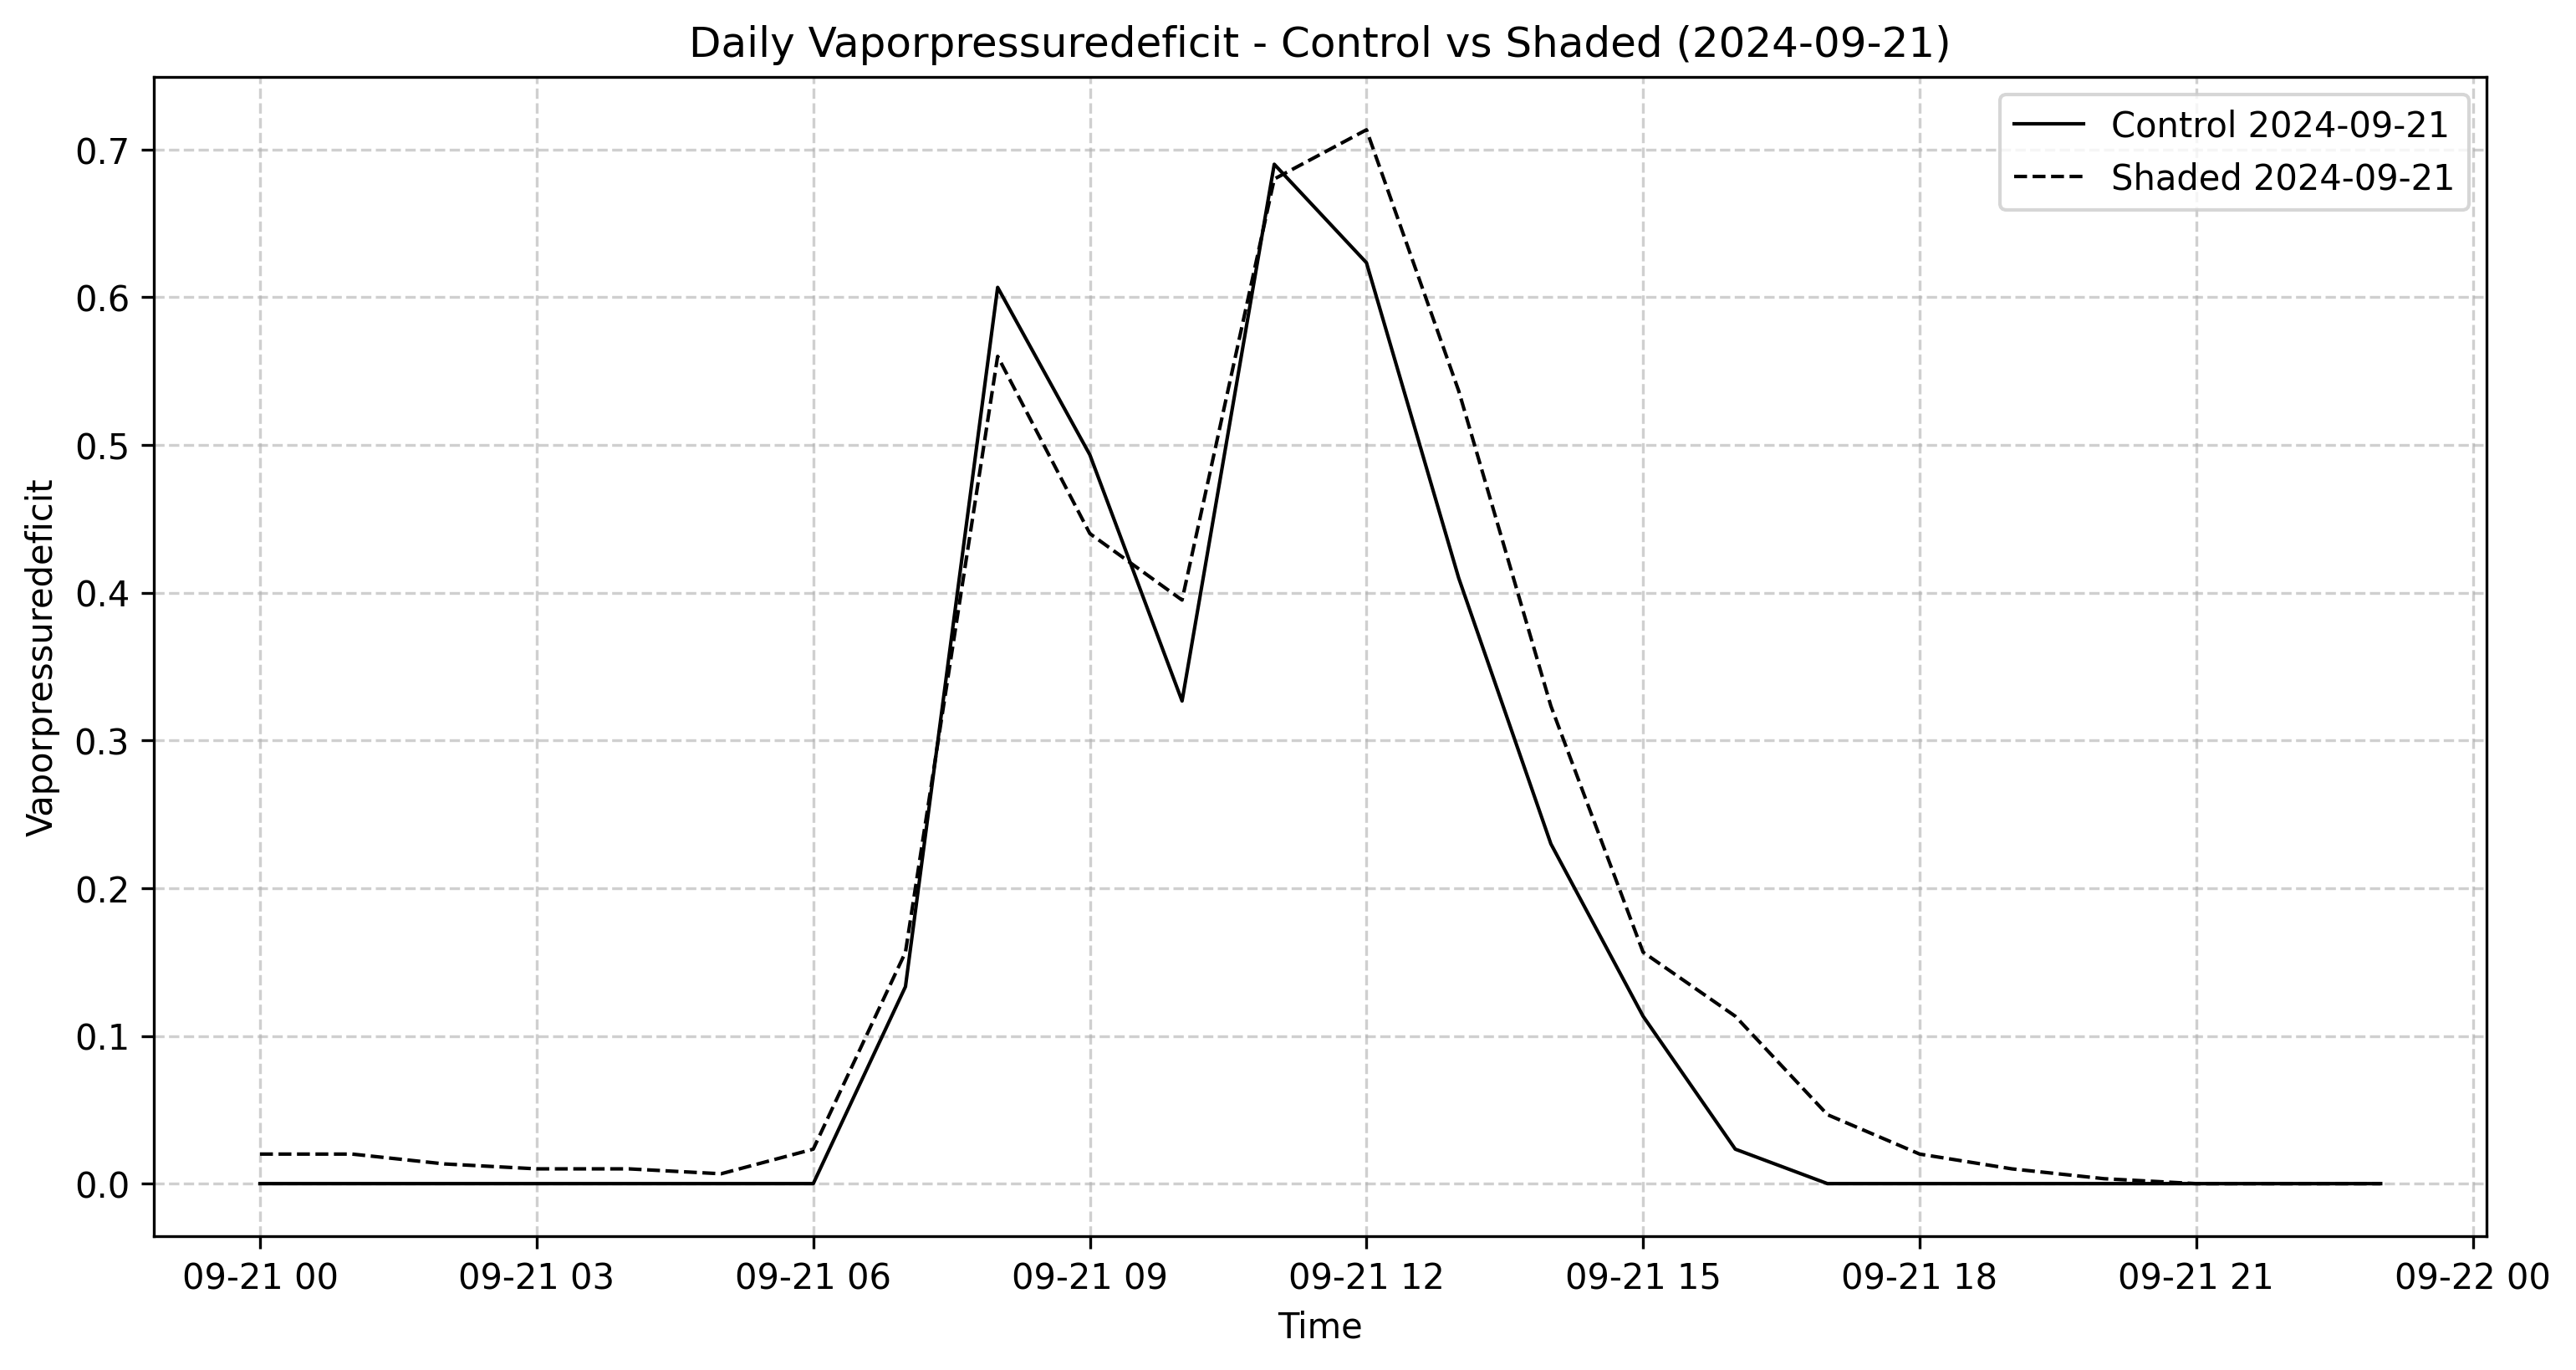 Daily Vaporpressuredeficit - Control vs Shaded (2024-09-21)
Control 2024-09-21
Shaded 2024-09-21
Vaporpressuredeficit
0.7
0.6
0.5
0.4
0.3
0.2
0.1
0.0
09-21 00 09-21 03 09-21 06 09-21 09 09-21 12 09-21 15 09-21 18 09-21 21 09-22 00
Time